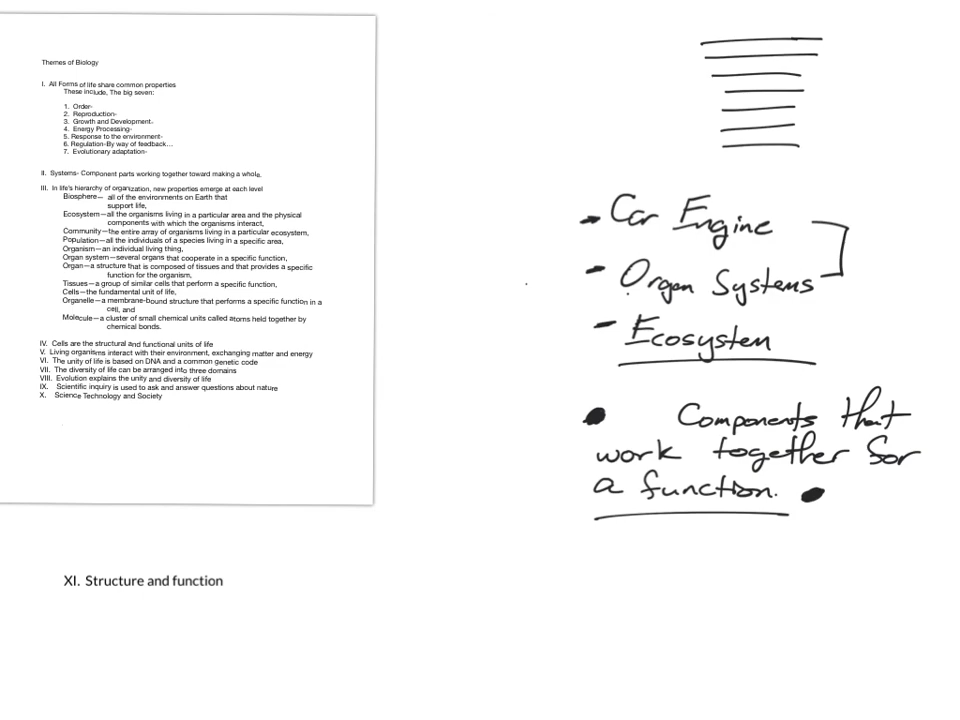 Themes of Biology
I. All Forms of life share common properties
These include, The big seven:
1. Order-
2. Reproduction-
3. Growth and Development-
4. Energy Processing-
5. Response to the environment-
6. Regulation-By way of feedback...
7. Evolutionary adaptation-
II. Systems- Component parts working together toward making a whole.
III. In life's hierarchy of organization, new properties emerge at each level
Biosphere— all of the environments on Earth that
support life,
Ecosystem—all the organisms living in a particular area and the physical
components with which the organisms interact,
Community—the entire array of organisms living in a particular ecosystem,
Population—all the individuals of a species living in a specific area,
Organism—an individual living thing,
Organ system—several organs that cooperate in a specific function,
Organ—a structure that is composed of tissues and that provides a specific
function for the organism,
Tissues—a group of similar cells that perform a specific function,
Cells—the fundamental unit of life,
Organelle—a membrane-bound structure that performs a specific function in a
cell, and
Molecule—a cluster of small chemical units called atoms held together by
chemical bonds.
IV. Cells are the structural and functional units of life
V. Living organisms interact with their environment, exchanging matter and energy
VI. The unity of life is based on DNA and a common genetic code
VII. The diversity of life can be arranged into three domains
VIII. Evolution explains the unity and diversity of life
IX. Scientific inquiry is used to ask and answer questions about nature
X. Science Technology and Society
XI. Structure and function
- Car Engine
- Organ Systems
- Ecosystem
• Components that
work together for
a function. •